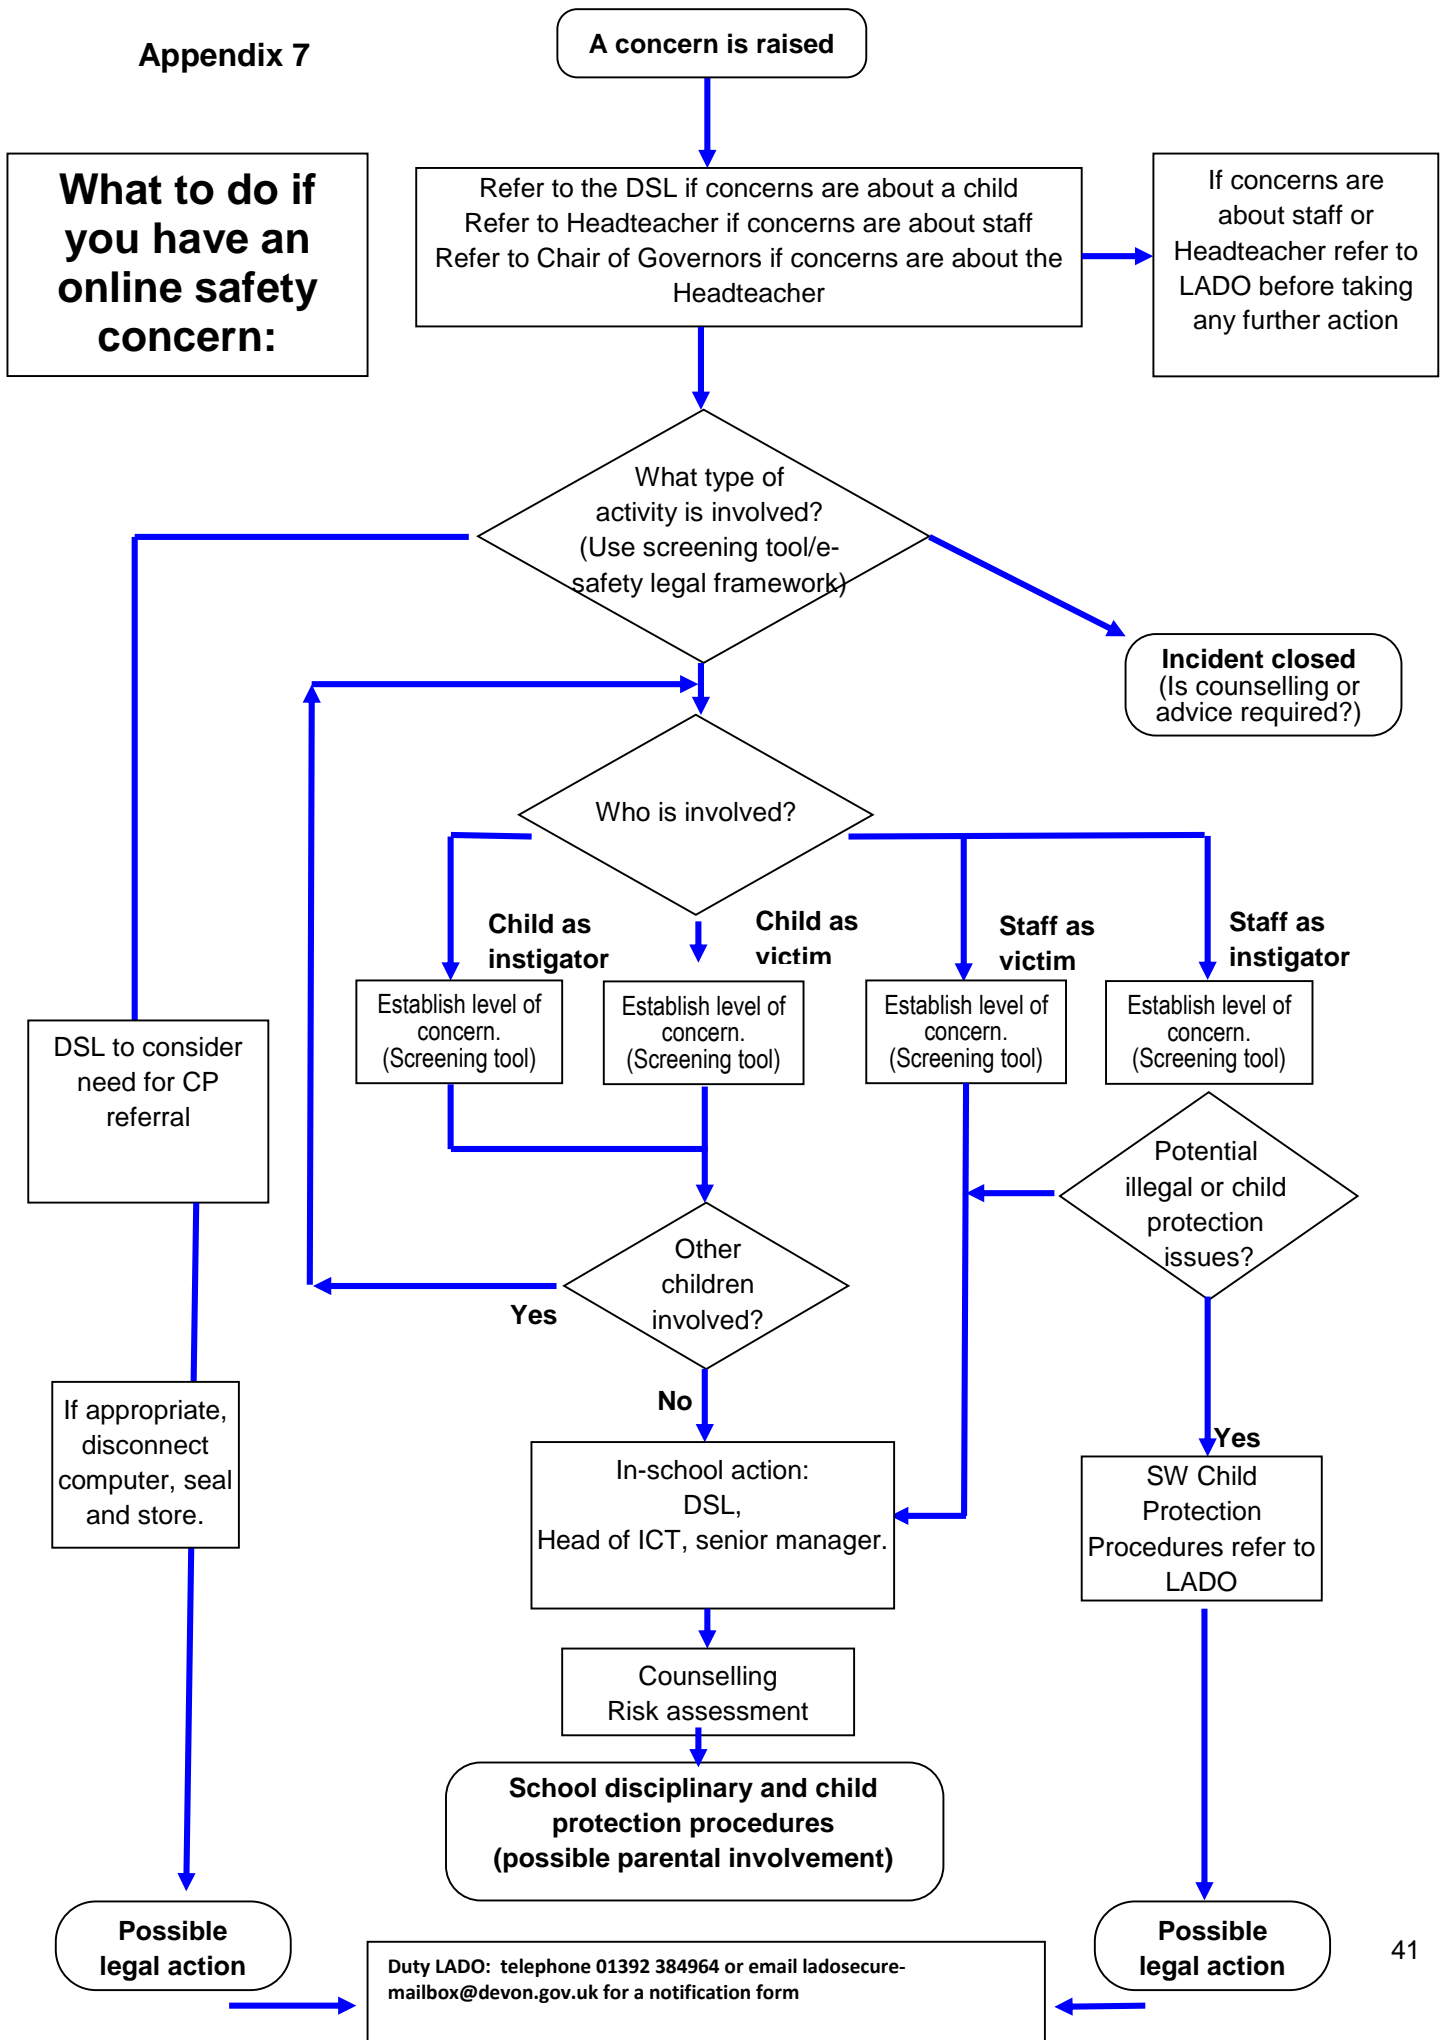 Appendix 7
A concern is raised
What to do if
you have an
online safety
concern:
Refer to the DSL if concerns are about a child
Refer to Headteacher if concerns are about staff
Refer to Chair of Governors if concerns are about the
Headteacher
If concerns are
about staff or
Headteacher refer to
LADO before taking
any further action
What type of
activity is involved?
(Use screening tool/e-
safety legal framework)
Incident closed
(Is counselling or
advice required?)
Who is involved?
Child as
instigator
Child as
victim
Staff as
victim
Staff as
instigator
Establish level of
concern.
(Screening tool)
Establish level of
concern.
(Screening tool)
Establish level of
concern.
(Screening tool)
Establish level of
concern.
(Screening tool)
DSL to consider
need for CP
referral
Potential
illegal or child
protection
issues?
Other
children
involved?
Yes
No
Yes
If appropriate,
disconnect
computer, seal
and store.
In-school action:
DSL,
Head of ICT, senior manager.
SW Child
Protection
Procedures refer to
LADO
Counselling
Risk assessment
School disciplinary and child
protection procedures
(possible parental involvement)
Possible
legal action
Possible
legal action
Duty LADO: telephone 01392 384964 or email ladosecure-
mailbox@devon.gov.uk for a notification form
41